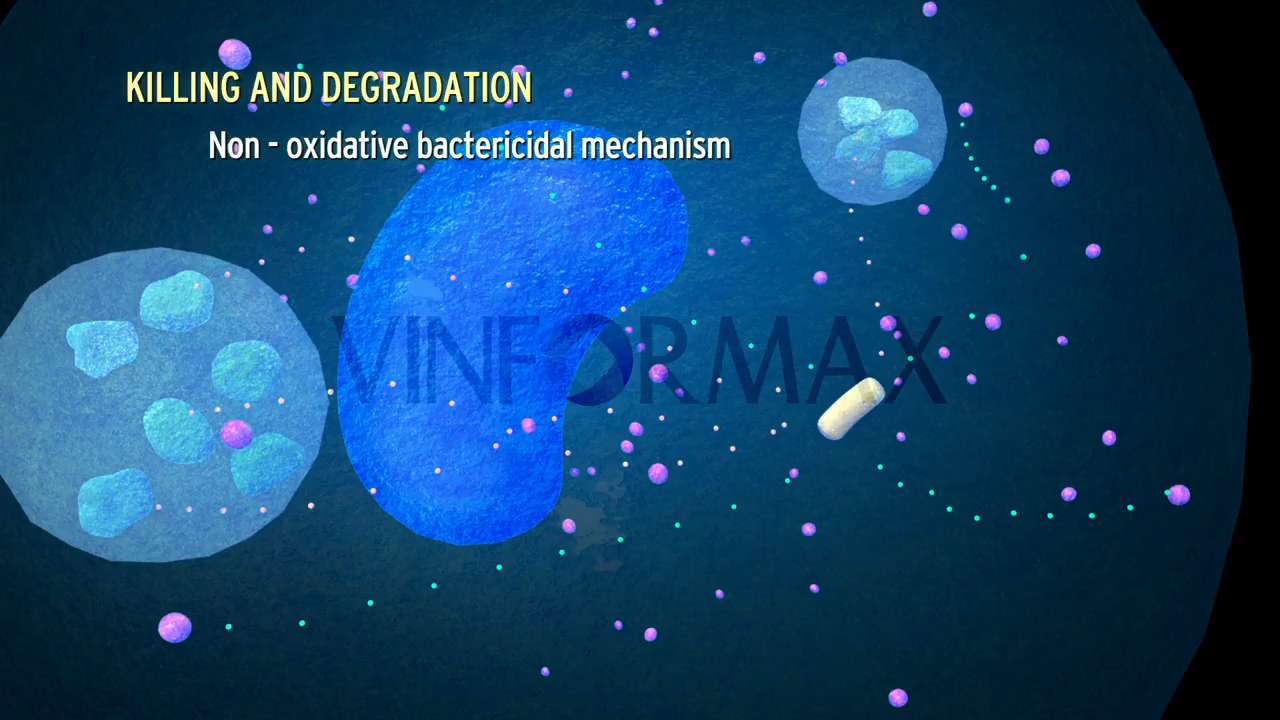 KILLING AND DEGRADATION
Non - oxidative bactericidal mechanism
VINFORMAX